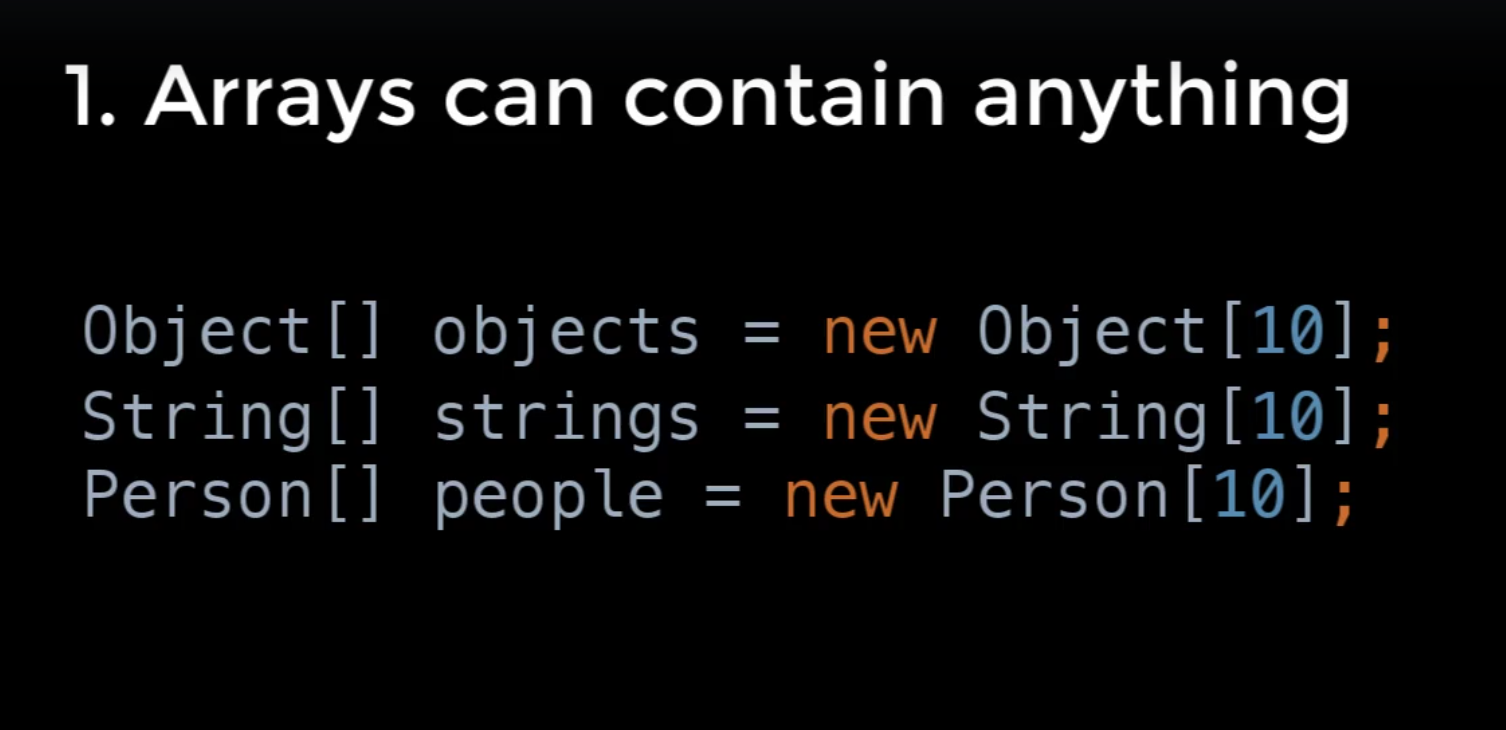 1. Arrays can contain anything
Object[] objects = new Object[10];
String[] strings = new String[10];
Person[] people = new Person[10];